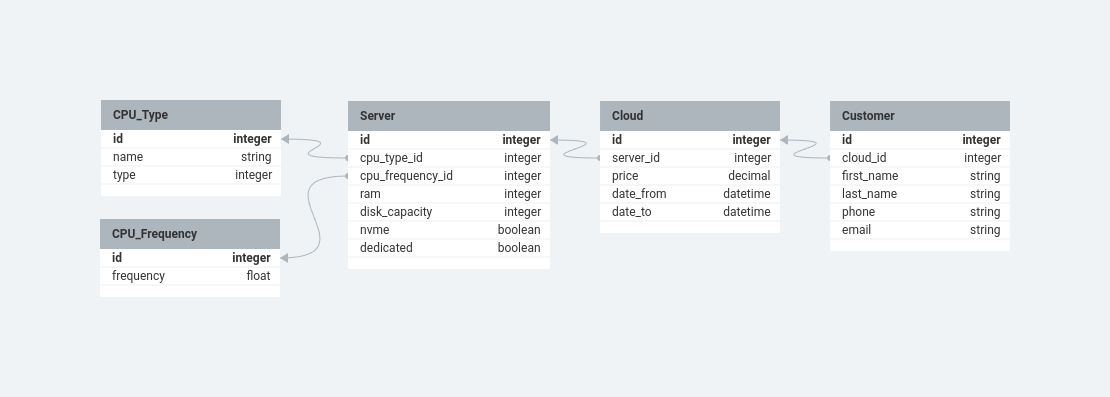 CPU_Type
id integer
name string
type integer
CPU_Frequency
id integer
frequency float
Server
id integer
cpu_type_id integer
cpu_frequency_id integer
ram integer
disk_capacity integer
nvme boolean
dedicated boolean
Cloud
id integer
server_id integer
price decimal
date_from datetime
date_to datetime
Customer
id integer
cloud_id integer
first_name string
last_name string
phone string
email string